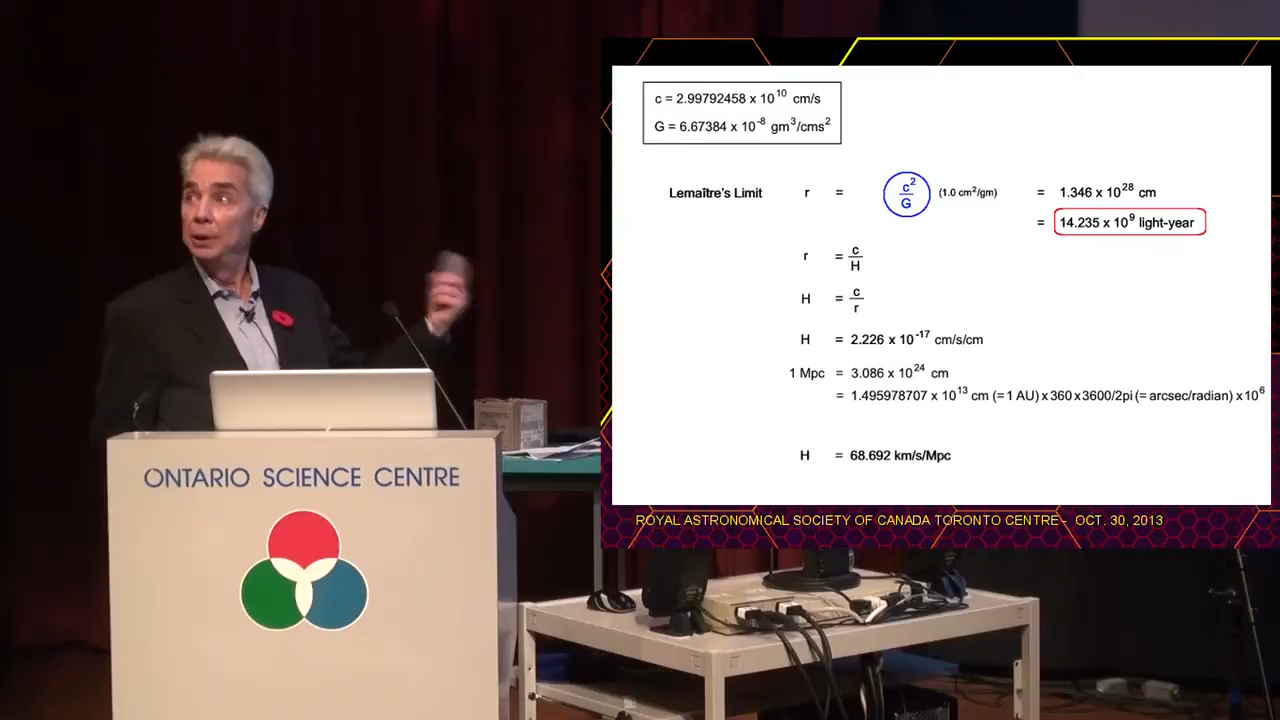 c = 2.99792458 x 10^10 cm/s
G = 6.67384 x 10^-8 gm^3/cms^2
Lemaître's Limit r = c^2/G (1.0 cm^2/gm) = 1.346 x 10^28 cm
= 14.235 x 10^9 light-year
r = c/H
H = c/r
H = 2.226 x 10^-17 cm/s/cm
1 Mpc = 3.086 x 10^24 cm
= 1.495978707 x 10^13 cm (= 1 AU) x 360 x 3600/2pi (= arcsec/radian) x 10^6
H = 68.692 km/s/Mpc
ROYAL ASTRONOMICAL SOCIETY OF CANADA TORONTO CENTRE - OCT. 30, 2013
ONTARIO SCIENCE CENTRE